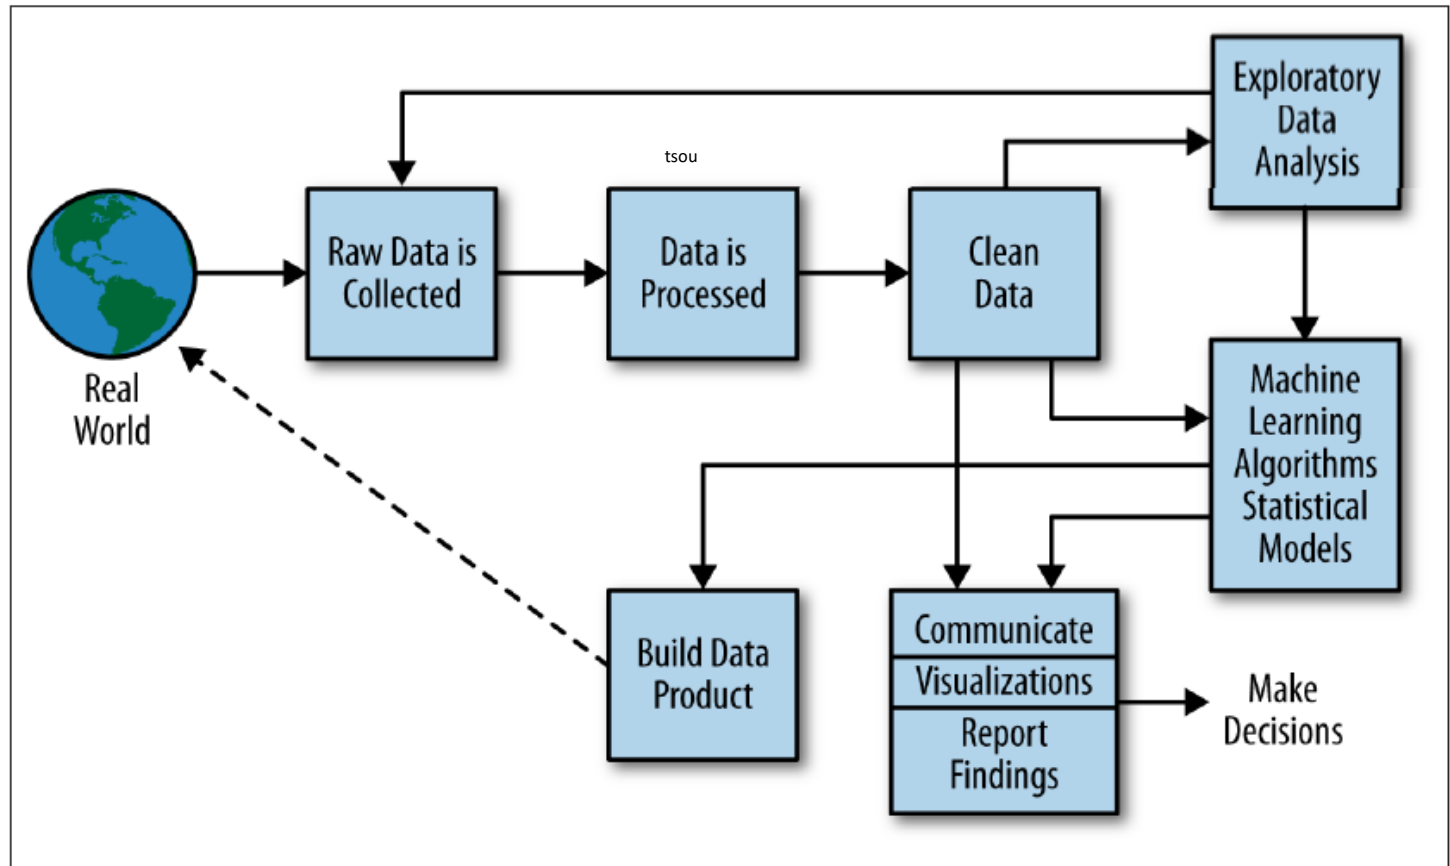 Exploratory
Data
Analysis
tsou
Raw Data is
Collected
Data is
Processed
Clean
Data
Real
World
Machine
Learning
Algorithms
Statistical
Models
Build Data
Product
Communicate
Visualizations
Report
Findings
Make
Decisions